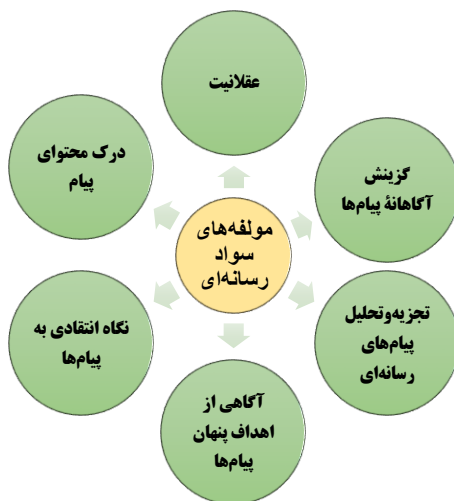 عقلانیت
گزینش
آگاهانهٔ پیام‌ها
تجزیه‌وتحلیل
پیام‌های
رسانه‌ای
آگاهی از
اهداف پنهان
پیام‌ها
نگاه انتقادی به
پیام‌ها
درک محتوای
پیام
مولفه‌های
سواد
رسانه‌ای